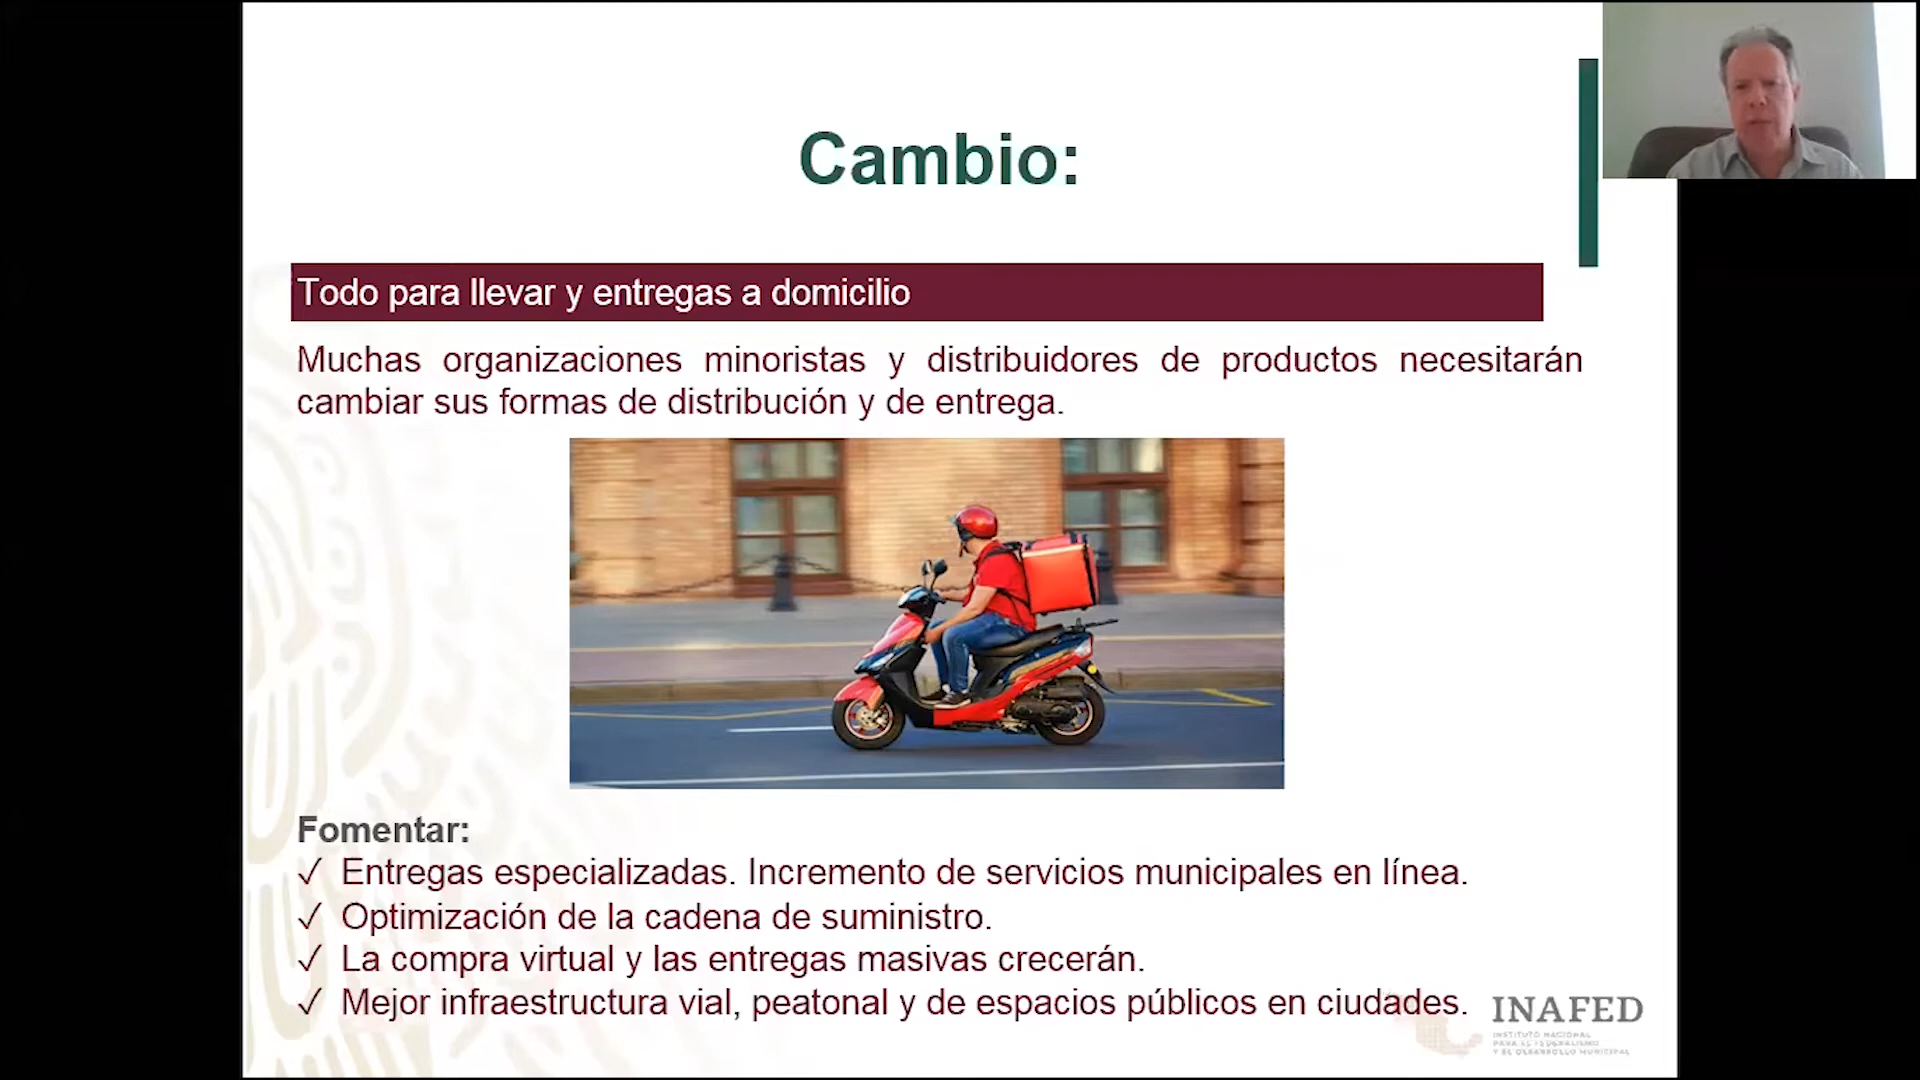 Cambio:
Todo para llevar y entregas a domicilio
Muchas organizaciones minoristas y distribuidores de productos necesitarán
cambiar sus formas de distribución y de entrega.
Fomentar:
✓ Entregas especializadas. Incremento de servicios municipales en línea.
✓ Optimización de la cadena de suministro.
✓ La compra virtual y las entregas masivas crecerán.
✓ Mejor infraestructura vial, peatonal y de espacios públicos en ciudades.
INAFED
INSTITUTO NACIONAL
PARA EL FEDERALISMO
Y EL DESARROLLO MUNICIPAL